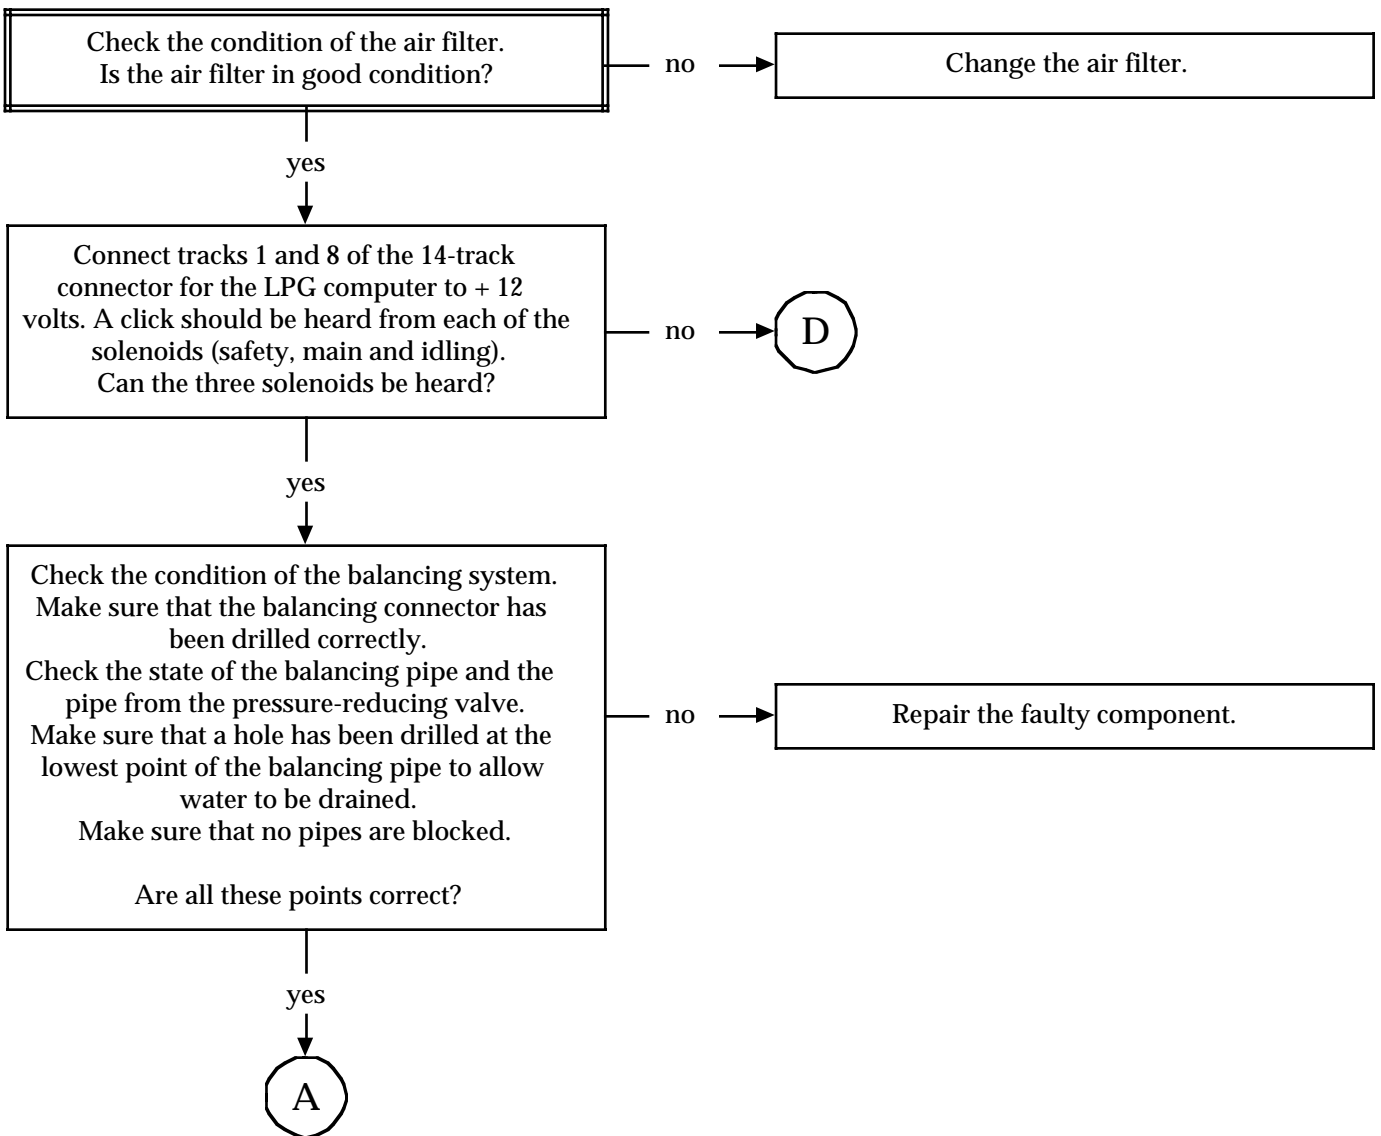 Check the condition of the air filter.
Is the air filter in good condition?
no
Change the air filter.
yes
Connect tracks 1 and 8 of the 14-track
connector for the LPG computer to + 12
volts. A click should be heard from each of the
solenoids (safety, main and idling).
Can the three solenoids be heard?
no
D
yes
Check the condition of the balancing system.
Make sure that the balancing connector has
been drilled correctly.
Check the state of the balancing pipe and the
pipe from the pressure-reducing valve.
Make sure that a hole has been drilled at the
lowest point of the balancing pipe to allow
water to be drained.
Make sure that no pipes are blocked.
Are all these points correct?
no
Repair the faulty component.
yes
A